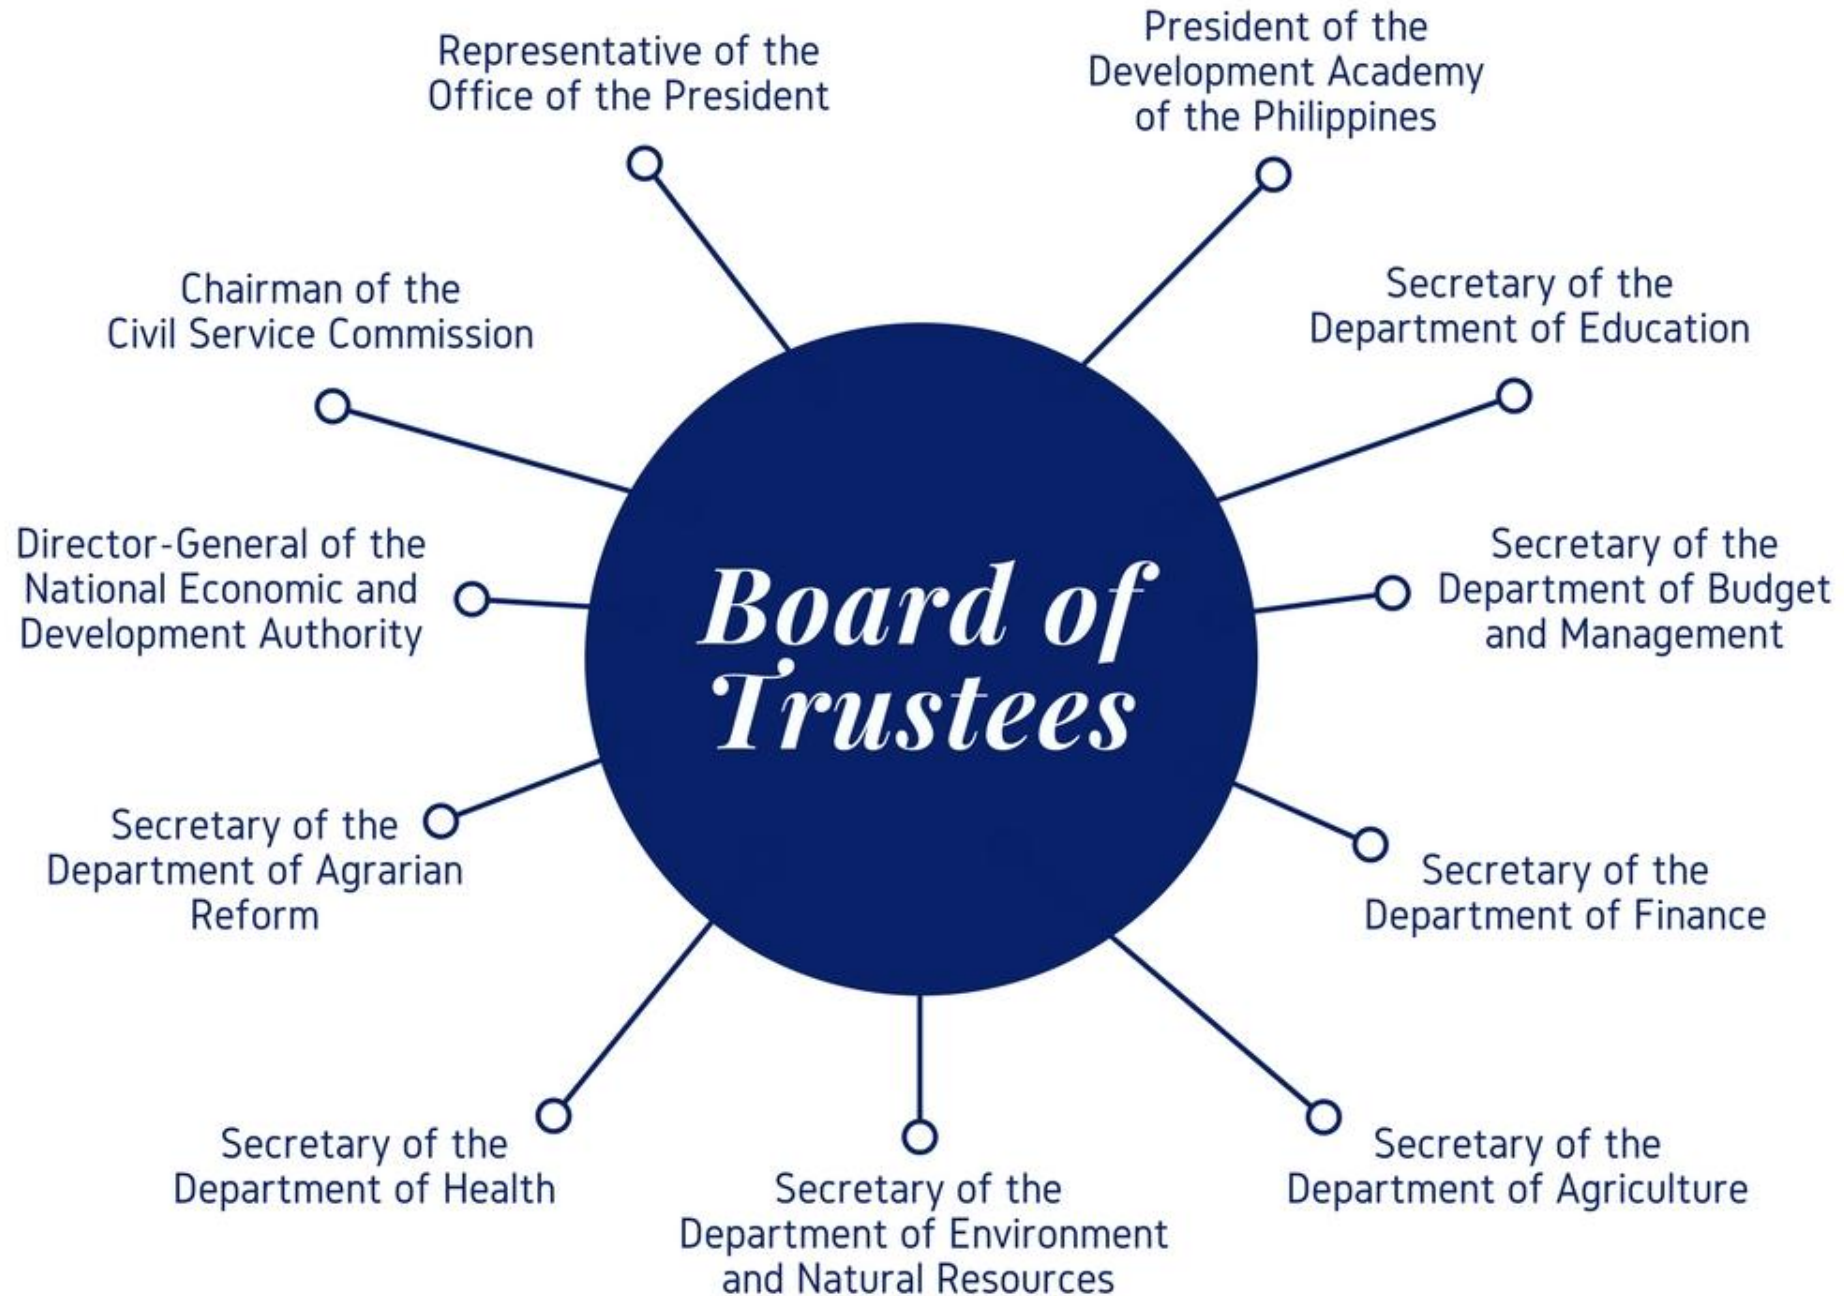 Representative of the
Office of the President
President of the
Development Academy
of the Philippines
Chairman of the
Civil Service Commission
Secretary of the
Department of Education
Director-General of the
National Economic and
Development Authority
Board of
Trustees
Secretary of the
Department of Budget
and Management
Secretary of the
Department of Agrarian
Reform
Secretary of the
Department of Finance
Secretary of the
Department of Health
Secretary of the
Department of Environment
and Natural Resources
Secretary of the
Department of Agriculture